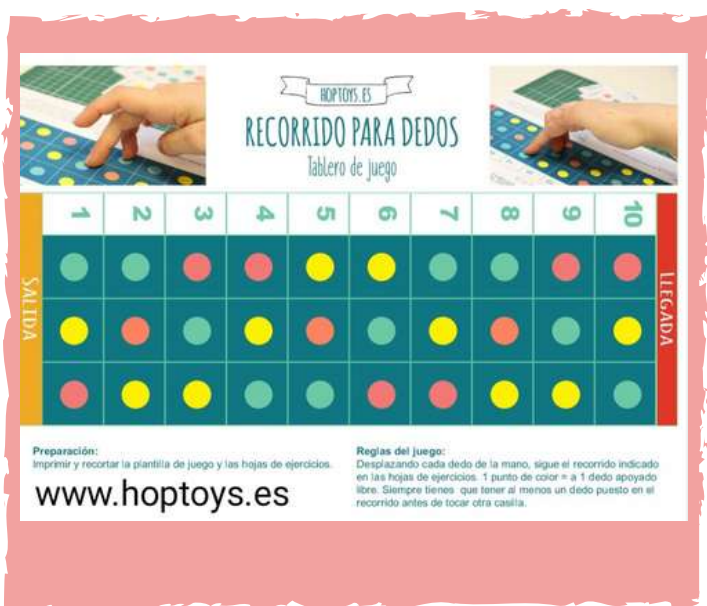 HOPTOYS.ES
RECORRIDO PARA DEDOS
Tablero de juego
SALIDA
1 2 3 4 5 6 7 8 9 10
LLEGADA
Preparación:
Imprimir y recortar la plantilla de juego y las hojas de ejercicios.
www.hoptoys.es
Reglas del juego:
Desplazando cada dedo de la mano, sigue el recorrido indicado
en las hojas de ejercicios. 1 punto de color = a 1 dedo apoyado
libre. Siempre tienes que tener al menos un dedo puesto en el
recorrido antes de tocar otra casilla.